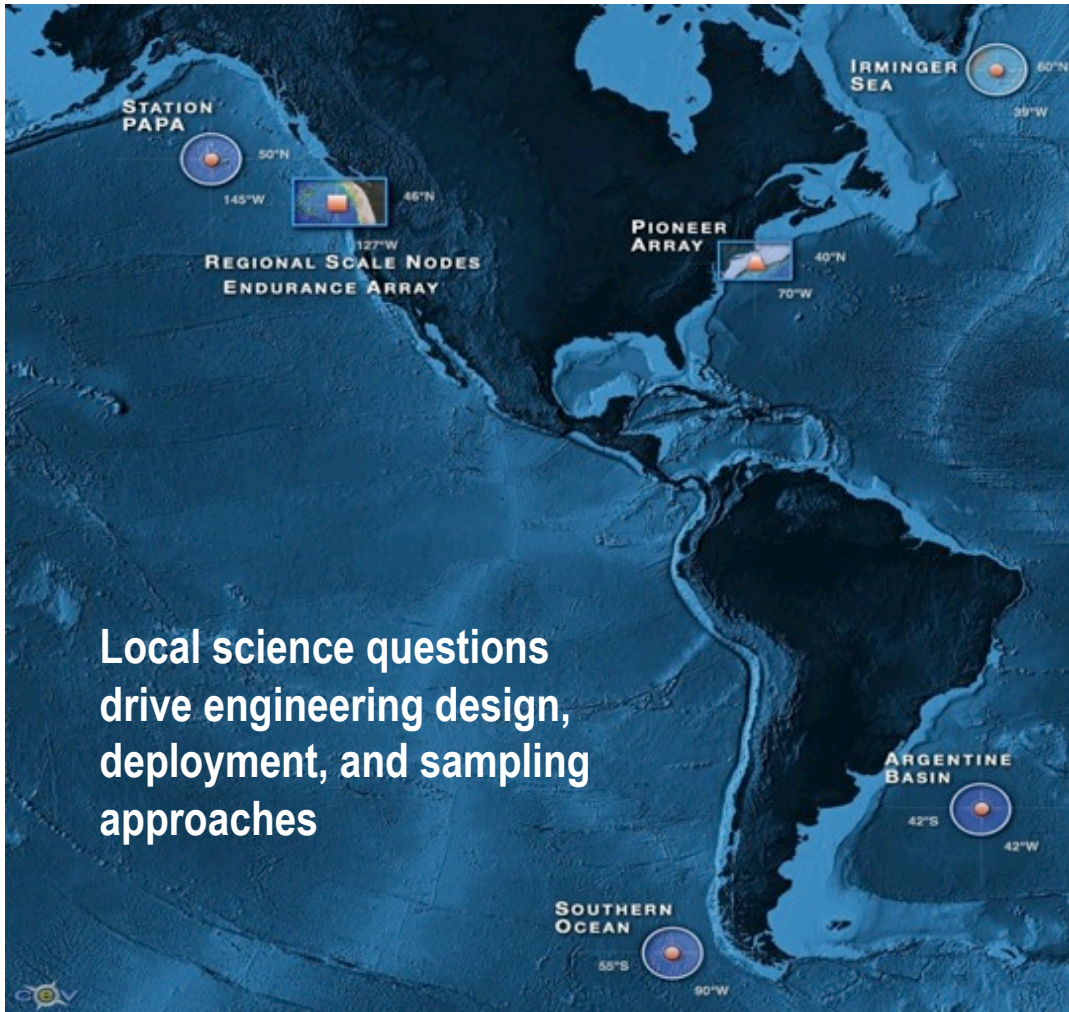 IRMINGER
SEA
60°N
39°W
STATION
PAPA
50°N
145°W
46°N
127°W
REGIONAL SCALE NODES
ENDURANCE ARRAY
PIONEER
ARRAY
40°N
70°W
Local science questions
drive engineering design,
deployment, and sampling
approaches
ARGENTINE
BASIN
42°S
42°W
SOUTHERN
OCEAN
55°S
90°W
cev